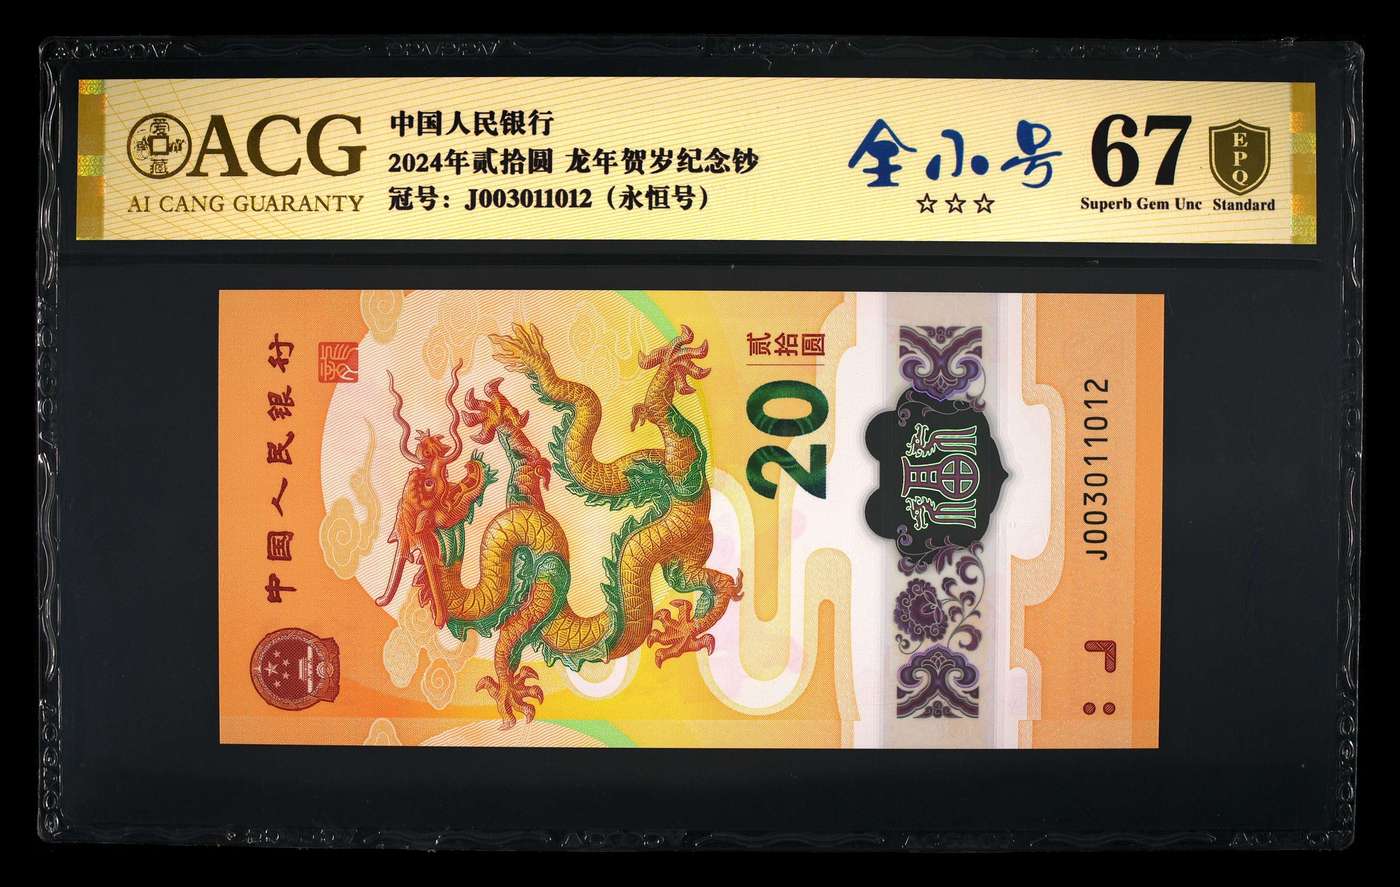 ACG
AI CANG GUARANTY
中国人民银行
2024年贰拾圆 龙年贺岁纪念钞
冠号：J003011012（永恒号）
全小号
☆☆☆
67
Superb Gem Unc
EPQ
Standard
中国人民银行
贰拾圆
20
J003011012